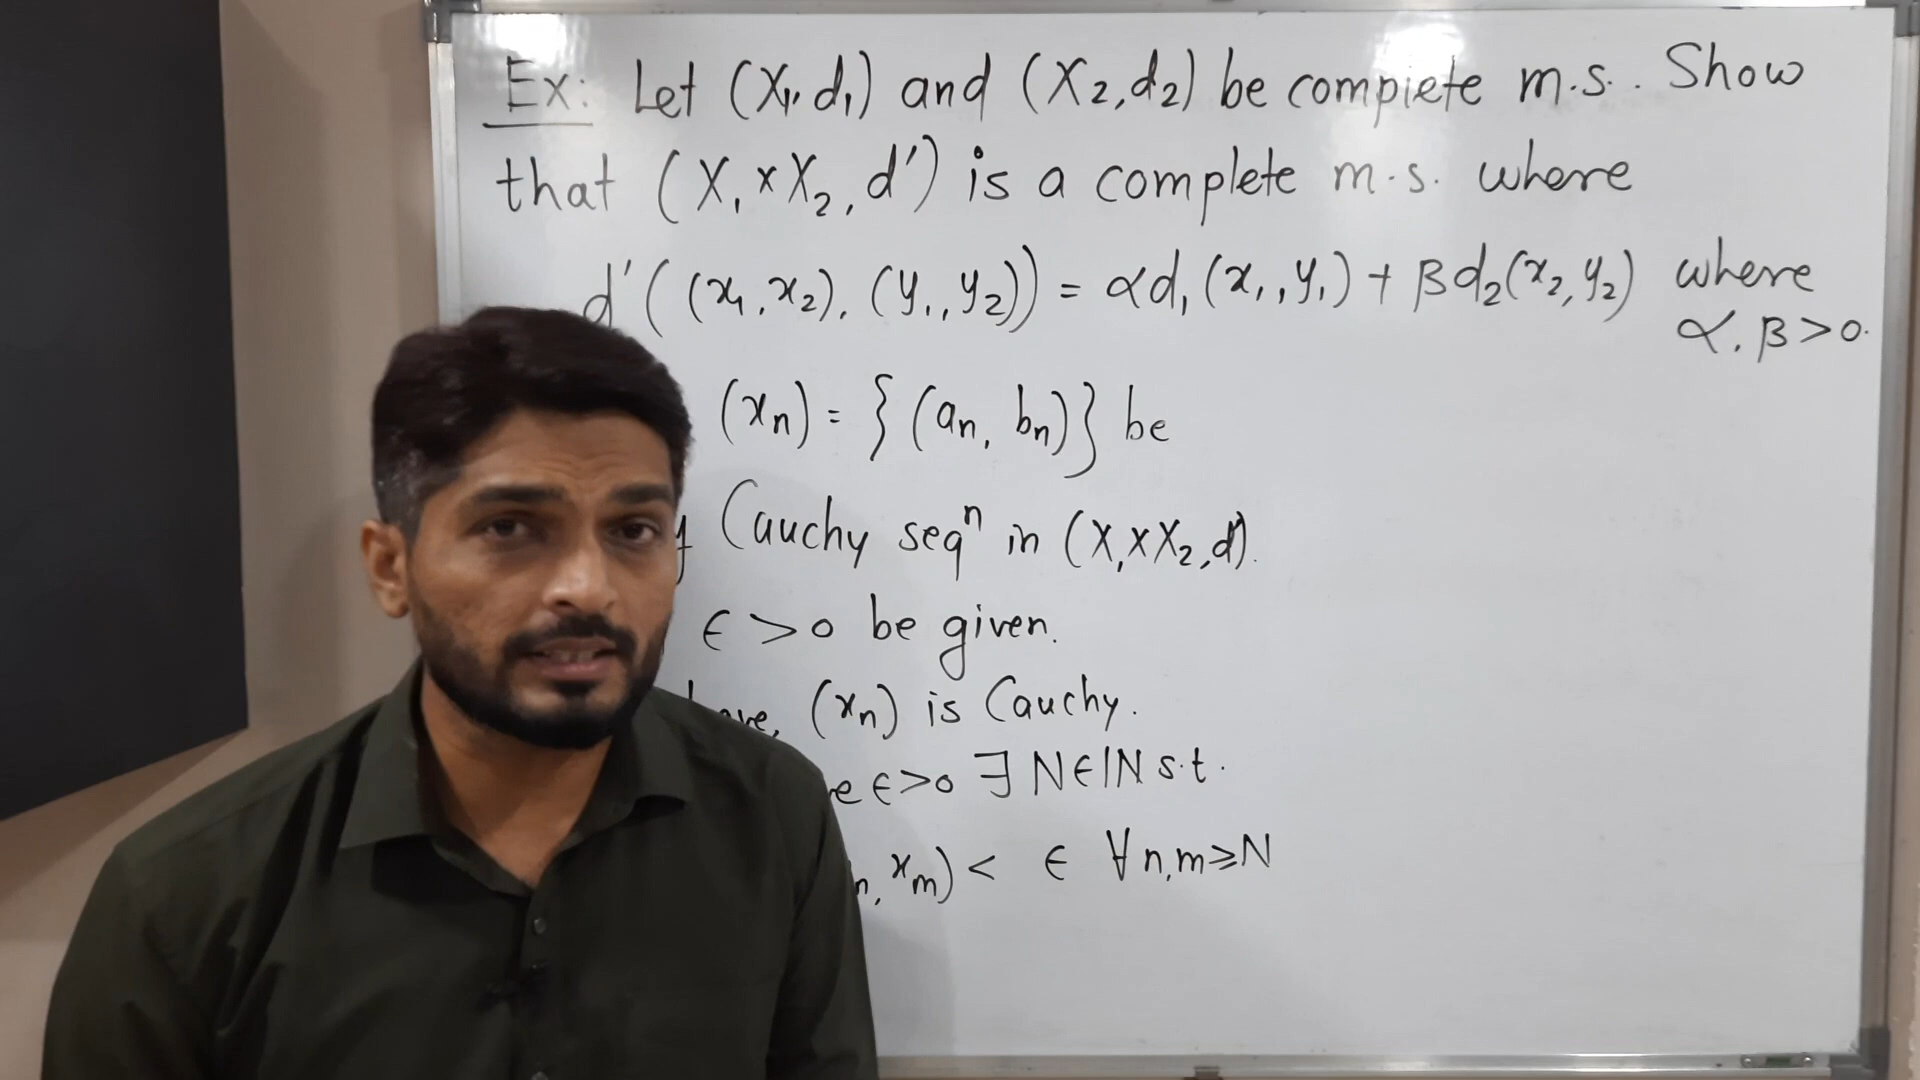 Ex: Let (X₁, d₁) and (X₂, d₂) be complete m.s. Show
that (X₁ × X₂, d') is a complete m.s. where
d'((x₁, x₂), (y₁, y₂)) = αd₁(x₁, y₁) + βd₂(x₂, y₂) where
α, β > 0.
(xₙ) = {(aₙ, bₙ)} be
Cauchy seqⁿ in (X₁ × X₂, d').
ϵ > 0 be given.
(xₙ) is Cauchy.
ϵ > 0 ∃ N ∈ ℕ s.t.
xₘ) < ϵ ∀ n, m ≥ N